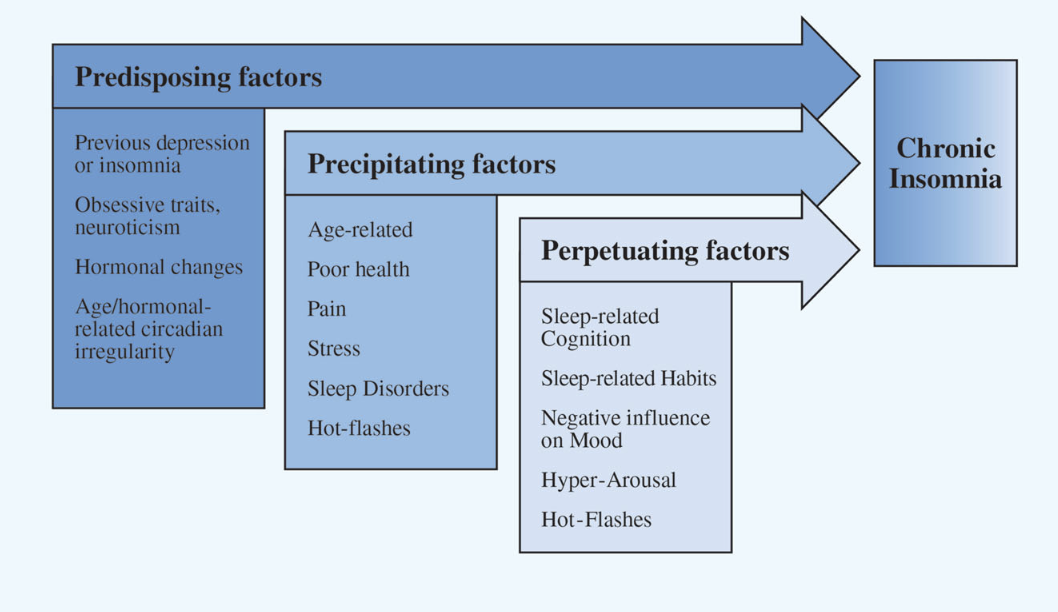 Predisposing factors
Previous depression
or insomnia
Obsessive traits,
neuroticism
Hormonal changes
Age/hormonal-
related circadian
irregularity
Precipitating factors
Age-related
Poor health
Pain
Stress
Sleep Disorders
Hot-flashes
Perpetuating factors
Sleep-related
Cognition
Sleep-related Habits
Negative influence
on Mood
Hyper-Arousal
Hot-Flashes
Chronic
Insomnia